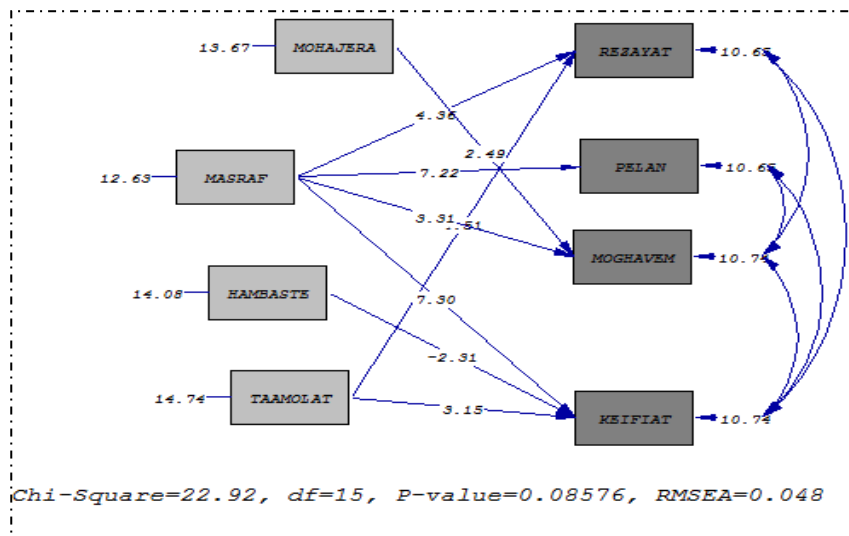 13.67 MOHAJERA
REZAYAT 10.65
4.36
2.49
12.63 MASRAF
7.22
PELAN 10.65
3.31
.51
MOGHAVEM 10.74
14.08 HAMBASTE
7.30
-2.31
14.74 TAAMOLAT
3.15
KEIFIAT 10.74
Chi-Square=22.92, df=15, P-value=0.08576, RMSEA=0.048